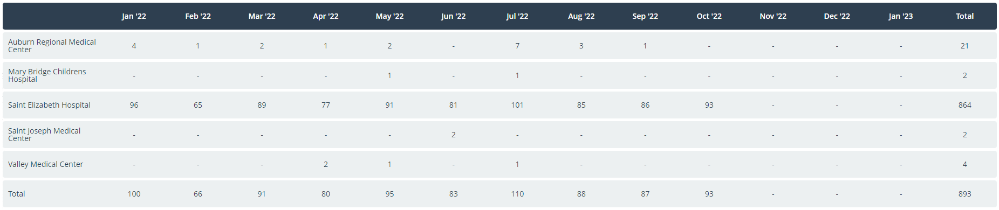 Jan '22 Feb '22 Mar '22 Apr '22 May '22 Jun '22 Jul '22 Aug '22 Sep '22 Oct '22 Nov '22 Dec '22 Jan '23 Total
Auburn Regional Medical
Center 4 1 2 1 2 - 7 3 1 - - - - 21
Mary Bridge Childrens
Hospital - - - - 1 - 1 - - - - - - 2
Saint Elizabeth Hospital 96 65 89 77 91 81 101 85 86 93 - - - 864
Saint Joseph Medical
Center - - - - - 2 - - - - - - - 2
Valley Medical Center - - - 2 1 - 1 - - - - - - 4
Total 100 66 91 80 95 83 110 88 87 93 - - - 893